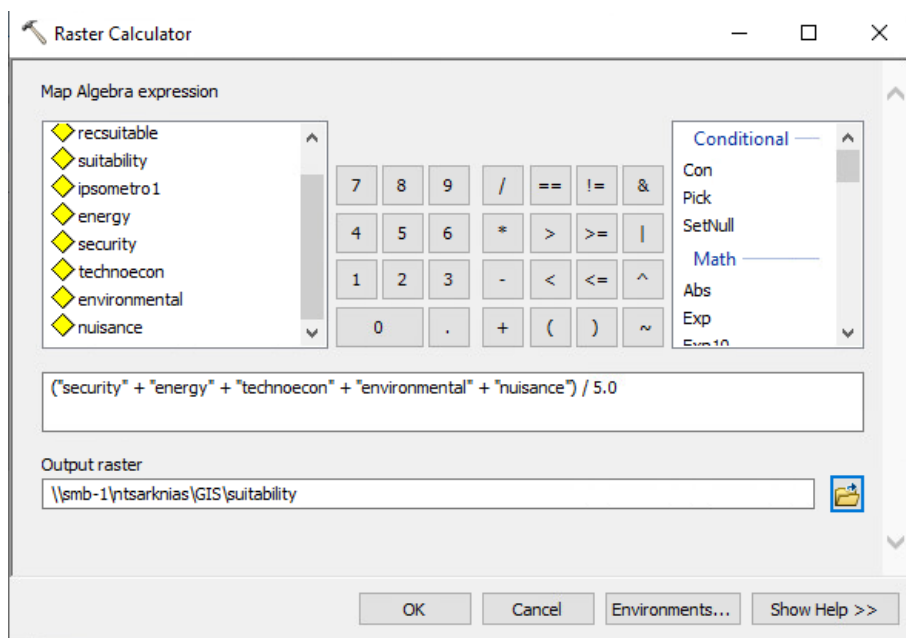 Raster Calculator
Map Algebra expression
recsuitable
suitability
ipsometro1
energy
security
technoecon
environmental
nuisance
7 8 9 / == != &
4 5 6 * > >= |
1 2 3 - < <= ^
0 . + ( ) ~
Conditional
Con
Pick
SetNull
Math
Abs
Exp
Exp10
("security" + "energy" + "technoecon" + "environmental" + "nuisance") / 5.0
Output raster
\\smb-1\ntsarknias\GIS\suitability
OK Cancel Environments... Show Help >>